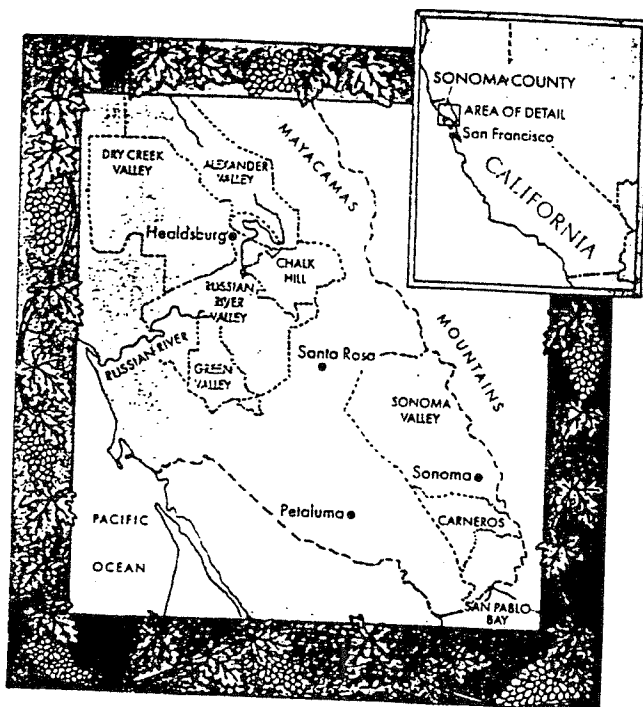 SONOMA COUNTY
AREA OF DETAIL
San Francisco
CALIFORNIA
MAYACAMAS
MOUNTAINS
DRY CREEK
VALLEY
ALEXANDER
VALLEY
Healdsburg
CHALK
HILL
RUSSIAN
RIVER
VALLEY
RUSSIAN RIVER
GREEN
VALLEY
Santa Rosa
SONOMA
VALLEY
Sonoma
Petaluma
CARNEROS
PACIFIC
OCEAN
SAN PABLO
BAY